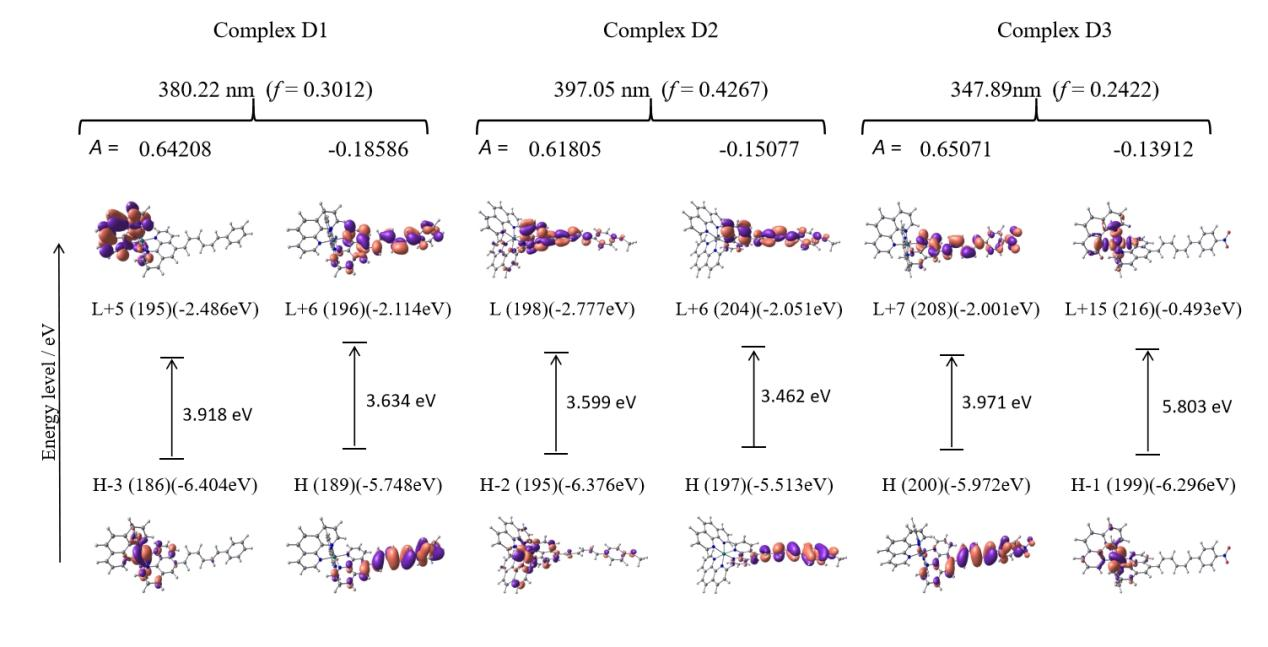 Complex D1 Complex D2 Complex D3
380.22 nm (f = 0.3012) 397.05 nm (f = 0.4267) 347.89nm (f = 0.2422)
A = 0.64208 -0.18586 A = 0.61805 -0.15077 A = 0.65071 -0.13912
L+5 (195)(-2.486eV) L+6 (196)(-2.114eV) L (198)(-2.777eV) L+6 (204)(-2.051eV) L+7 (208)(-2.001eV) L+15 (216)(-0.493eV)
Energy level / eV
3.918 eV 3.634 eV 3.599 eV 3.462 eV 3.971 eV 5.803 eV
H-3 (186)(-6.404eV) H (189)(-5.748eV) H-2 (195)(-6.376eV) H (197)(-5.513eV) H (200)(-5.972eV) H-1 (199)(-6.296eV)